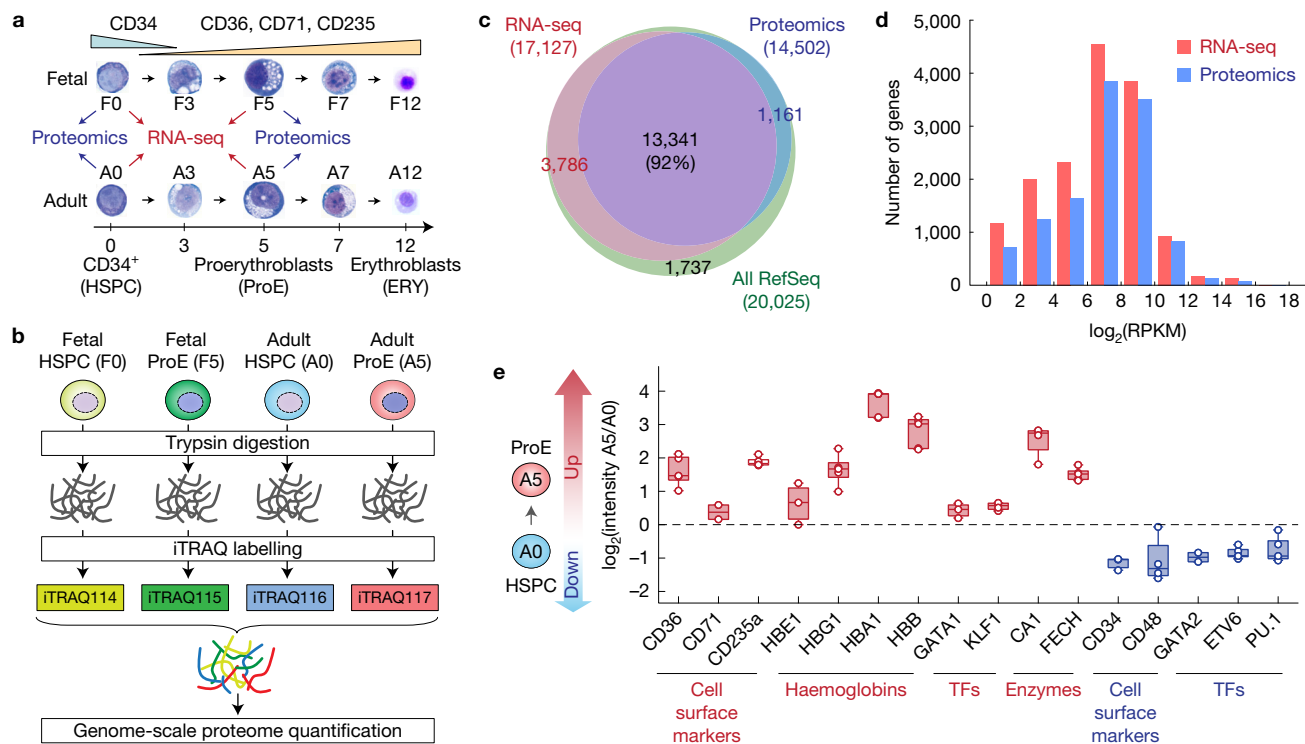 a
CD34
CD36, CD71, CD235
Fetal
F0
F3
F5
F7
F12
Proteomics
RNA-seq
Proteomics
A0
A3
A5
A7
A12
Adult
0
3
5
7
12
CD34+
(HSPC)
Proerythroblasts
(ProE)
Erythroblasts
(ERY)
b
Fetal
HSPC (F0)
Fetal
ProE (F5)
Adult
HSPC (A0)
Adult
ProE (A5)
Trypsin digestion
iTRAQ labelling
iTRAQ114
iTRAQ115
iTRAQ116
iTRAQ117
Genome-scale proteome quantification
c
RNA-seq
(17,127)
Proteomics
(14,502)
1,161
13,341
(92%)
3,786
1,737
All RefSeq
(20,025)
d
5,000
4,000
3,000
2,000
1,000
0
Number of genes
RNA-seq
Proteomics
0 2 4 6 8 10 12 14 16 18
log2(RPKM)
e
ProE
A5
A0
HSPC
Up
Down
log2(intensity A5/A0)
4
3
2
1
0
−1
−2
CD36
CD71
CD235a
HBE1
HBG1
HBA1
HBB
GATA1
KLF1
CA1
FECH
CD34
CD48
GATA2
ETV6
PU.1
Cell
surface
markers
Haemoglobins
TFs
Enzymes
Cell
surface
markers
TFs